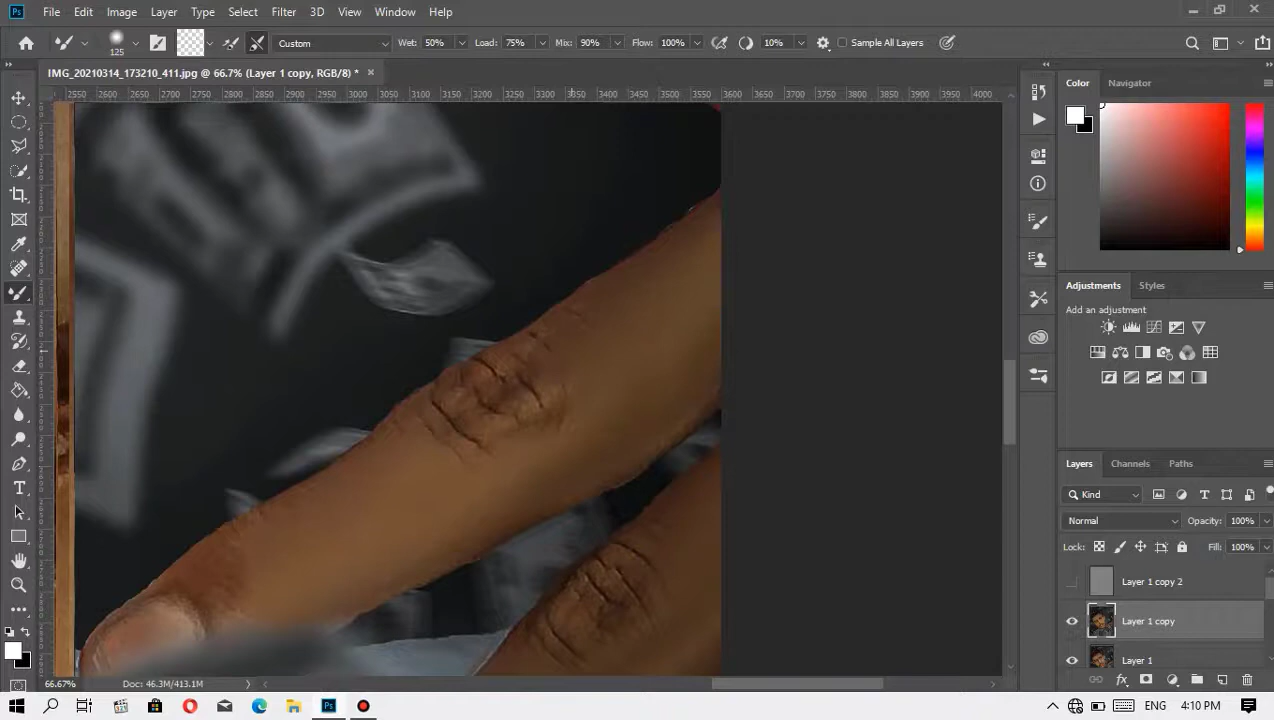 Ps File Edit Image Layer Type Select Filter 3D View Window Help
125 Custom Wet: 50% Load: 75% Mix: 90% Flow: 100% 10% Sample All Layers
IMG_20210314_173210_411.jpg @ 66.7% (Layer 1 copy, RGB/8) * ×
2550 2600 2650 2700 2750 2800 2850 2900 2950 3000 3050 3100 3150 3200 3250 3300 3350 3400 3450 3500 3550 3600 3650 3700 3750 3800 3850 3900 3950 4000
Color Navigator
Adjustments Styles
Add an adjustment
Layers Channels Paths
Kind
Normal Opacity: 100%
Lock: Fill: 100%
Layer 1 copy 2
Layer 1 copy
Layer 1
66.67% Doc: 46.3M/413.1M
Ps ENG 4:10 PM